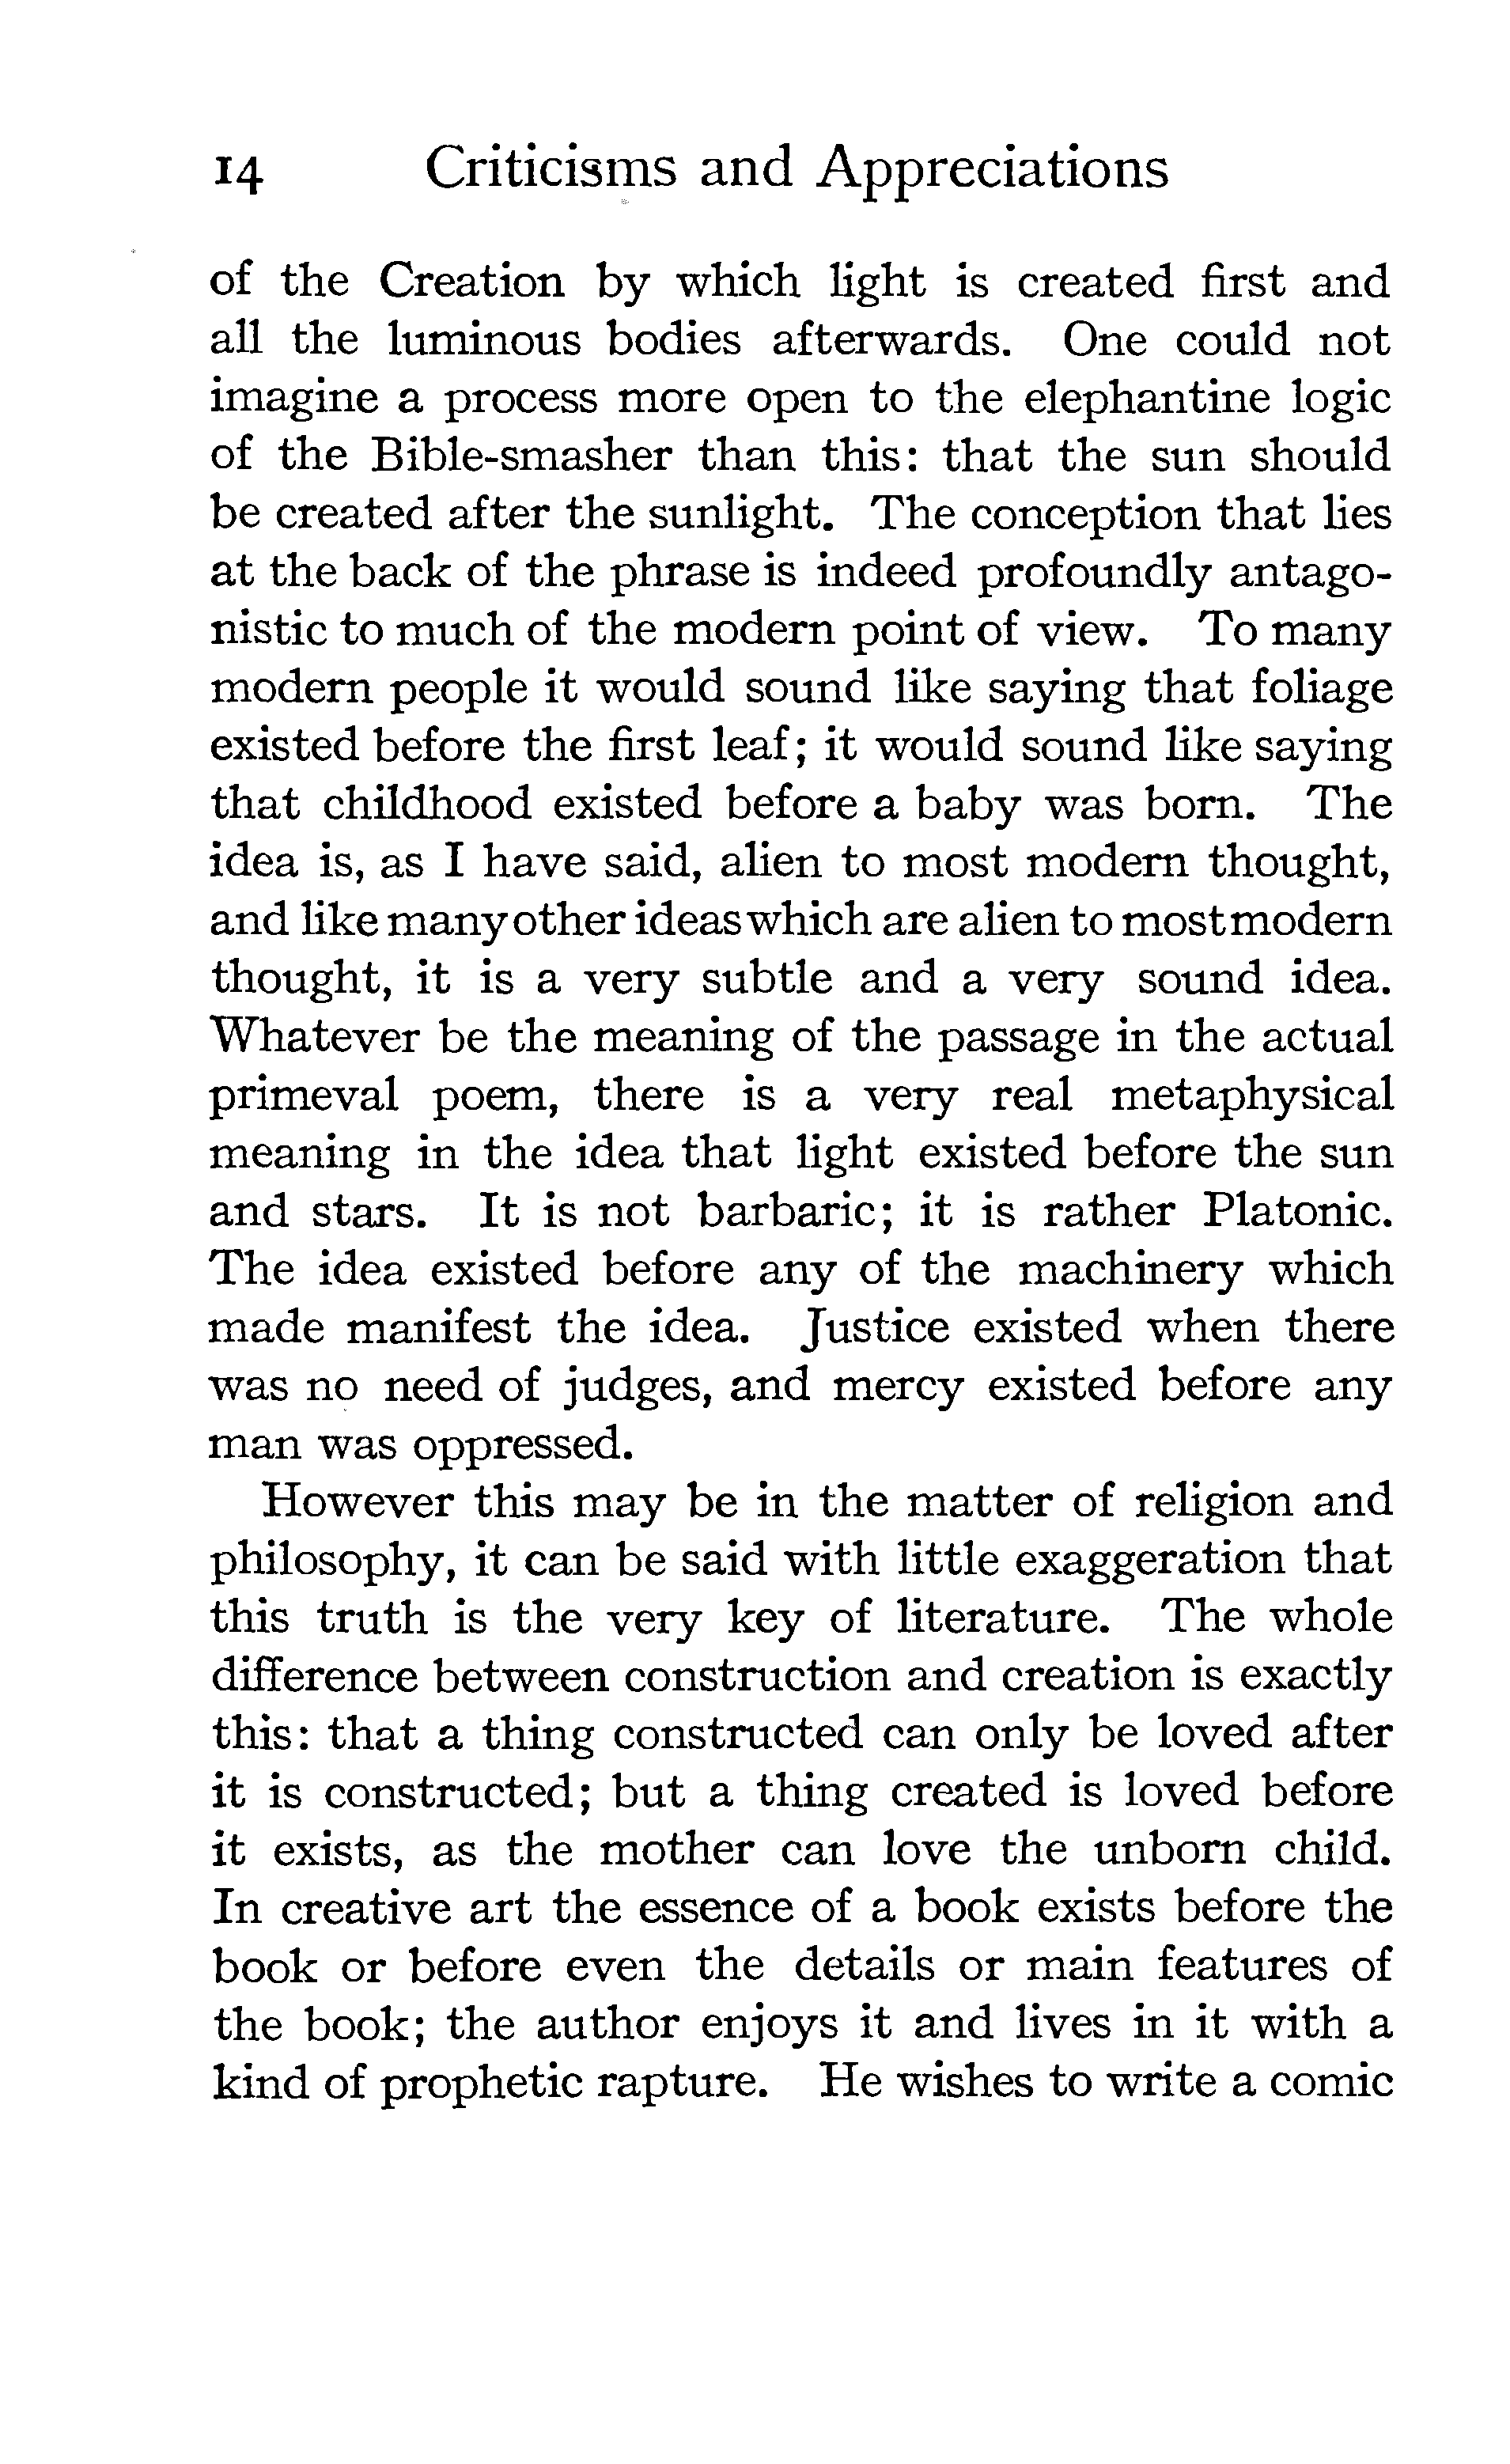 14 Criticisms and Appreciations
of the Creation by which light is created first and
all the luminous bodies afterwards. One could not
imagine a process more open to the elephantine logic
of the Bible-smasher than this: that the sun should
be created after the sunlight. The conception that lies
at the back of the phrase is indeed profoundly antago-
nistic to much of the modern point of view. To many
modern people it would sound like saying that foliage
existed before the first leaf; it would sound like saying
that childhood existed before a baby was born. The
idea is, as I have said, alien to most modern thought,
and like many other ideas which are alien to most modern
thought, it is a very subtle and a very sound idea.
Whatever be the meaning of the passage in the actual
primeval poem, there is a very real metaphysical
meaning in the idea that light existed before the sun
and stars. It is not barbaric; it is rather Platonic.
The idea existed before any of the machinery which
made manifest the idea. Justice existed when there
was no need of judges, and mercy existed before any
man was oppressed.
However this may be in the matter of religion and
philosophy, it can be said with little exaggeration that
this truth is the very key of literature. The whole
difference between construction and creation is exactly
this: that a thing constructed can only be loved after
it is constructed; but a thing created is loved before
it exists, as the mother can love the unborn child.
In creative art the essence of a book exists before the
book or before even the details or main features of
the book; the author enjoys it and lives in it with a
kind of prophetic rapture. He wishes to write a comic